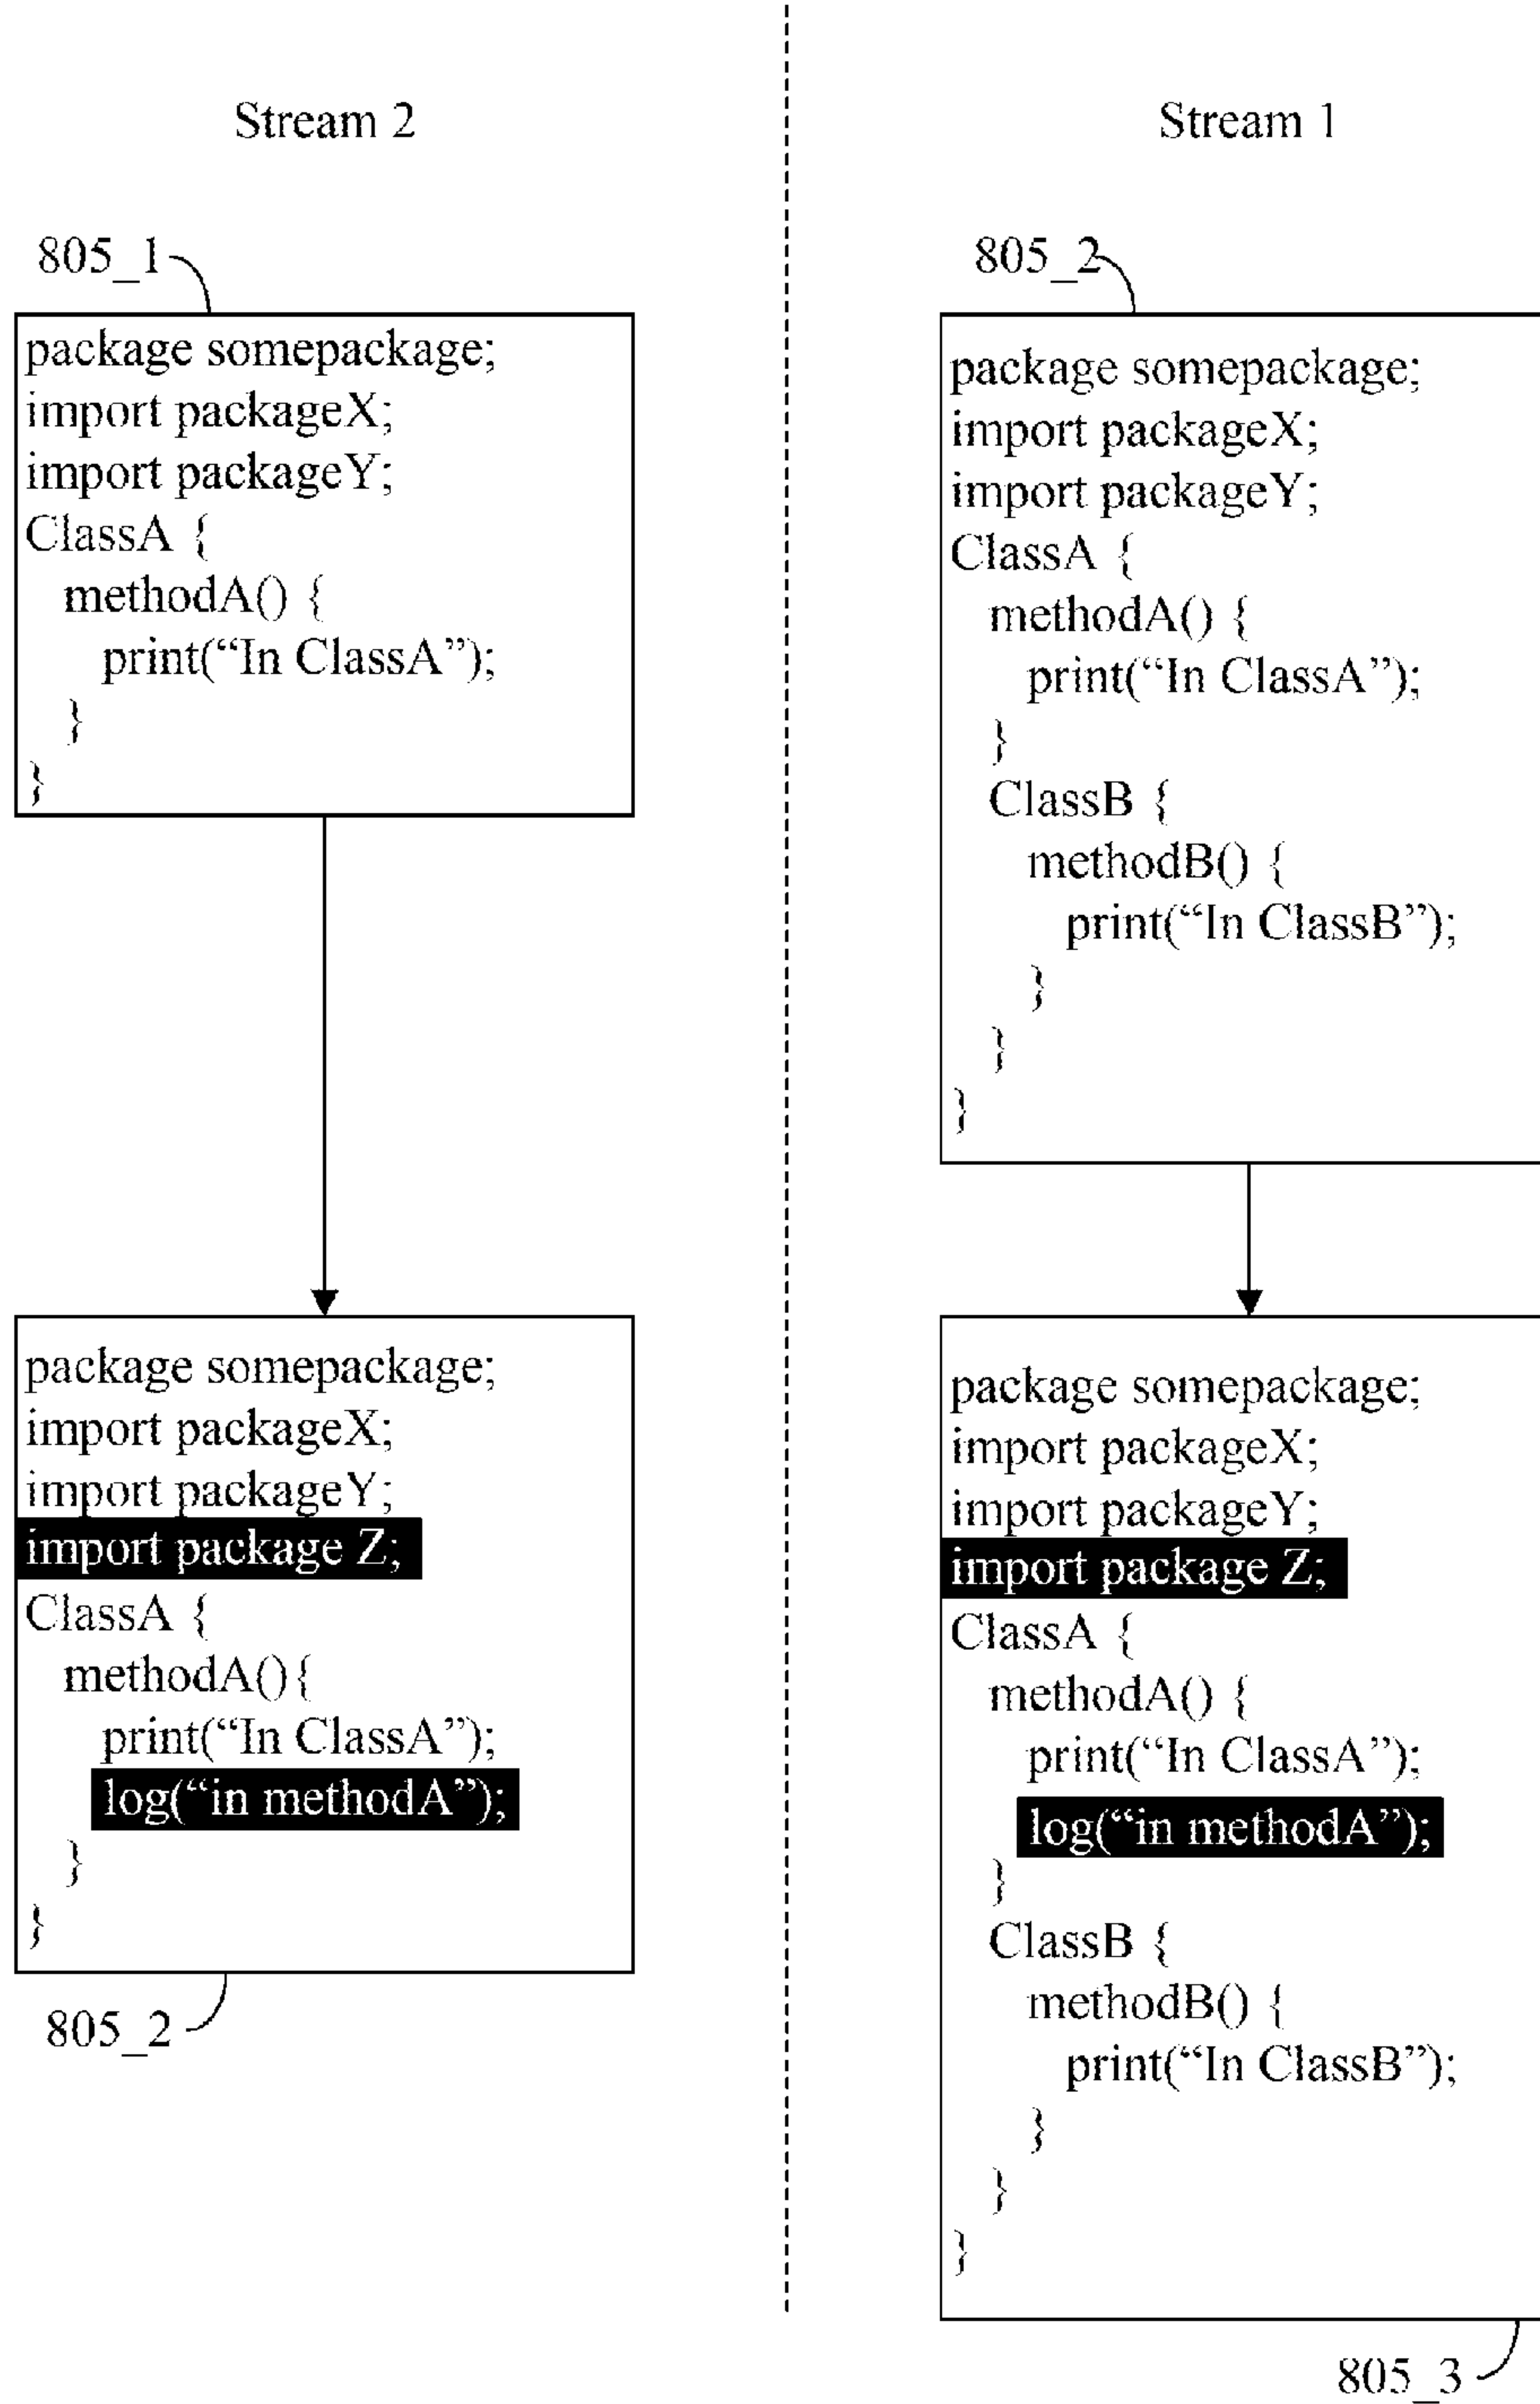 Stream 2
805_1
package somepackage;
import packageX;
import packageY;
ClassA {
methodA() {
print(“In ClassA”);
}
}
package somepackage;
import packageX;
import packageY;
import package Z;
ClassA {
methodA(){
print(“In ClassA”);
log(“in methodA”);
}
}
805_2
Stream 1
805_2
package somepackage;
import packageX;
import packageY;
ClassA {
methodA() {
print(“In ClassA”);
}
ClassB {
methodB() {
print(“In ClassB”);
}
}
}
package somepackage;
import packageX;
import packageY;
import package Z;
ClassA {
methodA() {
print(“In ClassA”);
log(“in methodA”);
}
ClassB {
methodB() {
print(“In ClassB”);
}
}
}
805_3